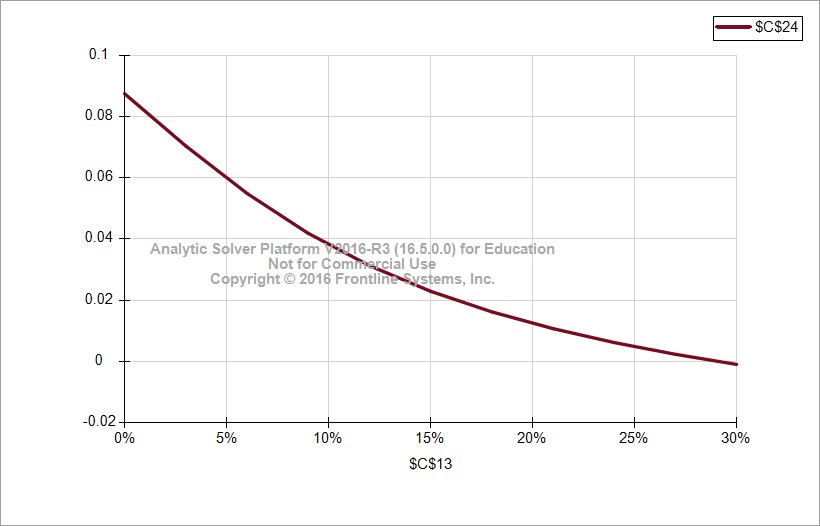 $C$24
0.1
0.08
0.06
0.04
0.02
0
-0.02
Analytic Solver Platform V2016-R3 (16.5.0.0) for Education
Not for Commercial Use
Copyright © 2016 Frontline Systems, Inc.
0% 5% 10% 15% 20% 25% 30%
$C$13